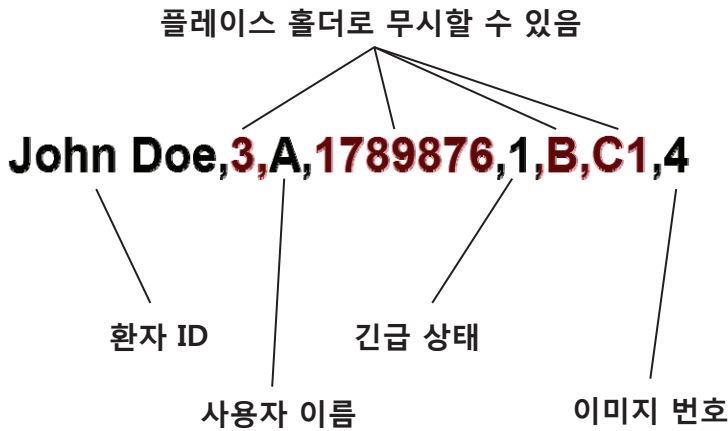 플레이스 홀더로 무시할 수 있음
John Doe,3,A,1789876,1,B,C1,4
환자 ID
긴급 상태
사용자 이름
이미지 번호